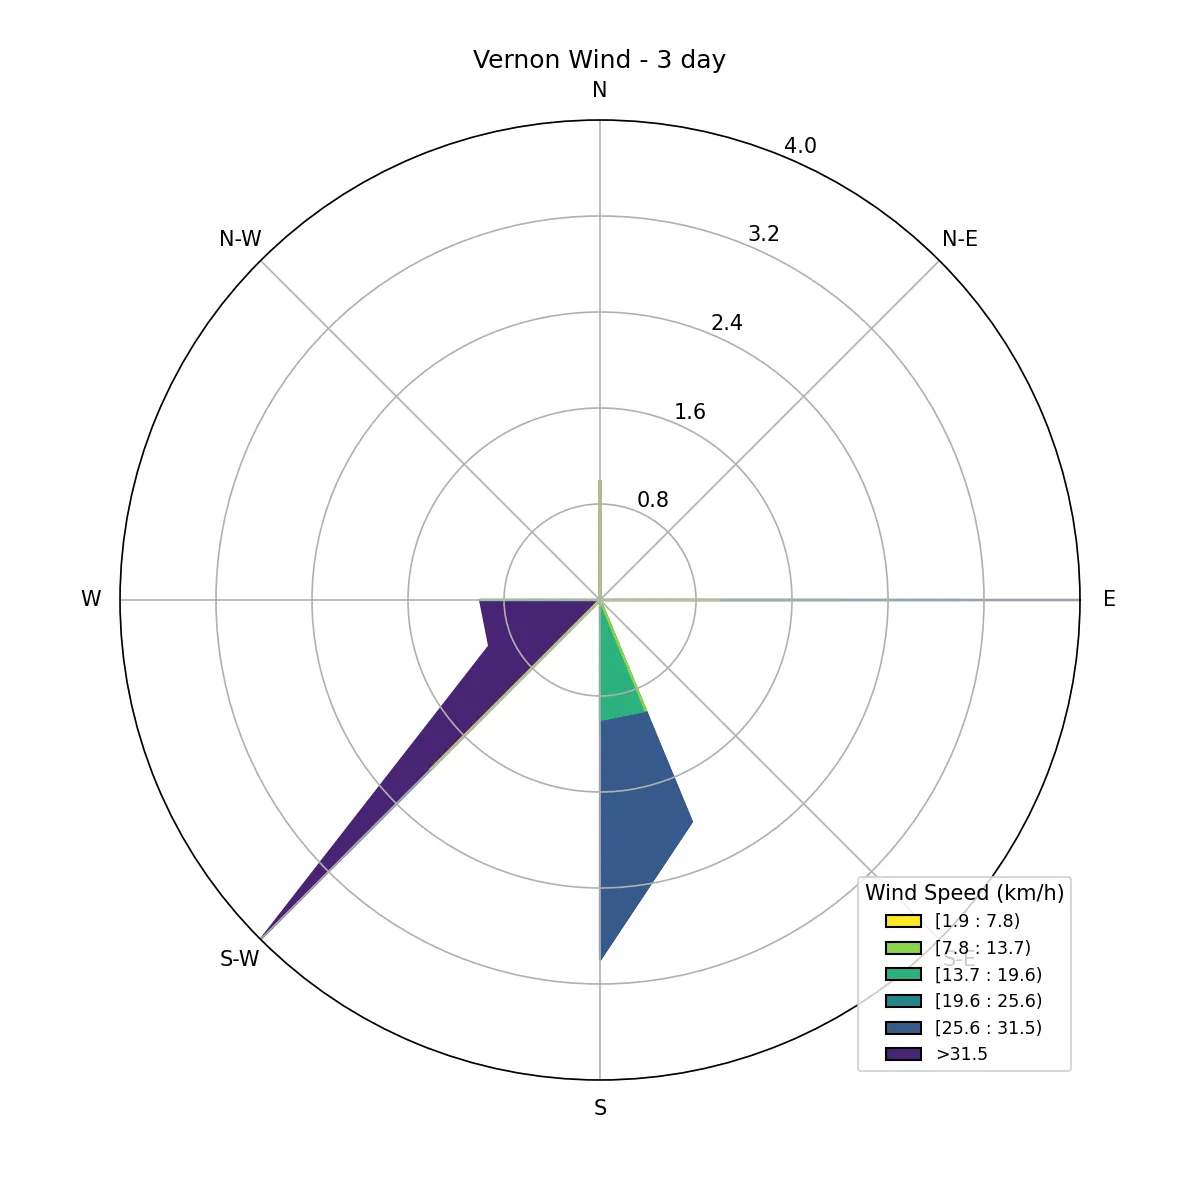 Vernon Wind - 3 day
N
4.0
N-W
3.2
N-E
2.4
1.6
0.8
W
E
Wind Speed (km/h)
[1.9 : 7.8)
[7.8 : 13.7)
S-W
S-E
[13.7 : 19.6)
[19.6 : 25.6)
[25.6 : 31.5)
>31.5
S